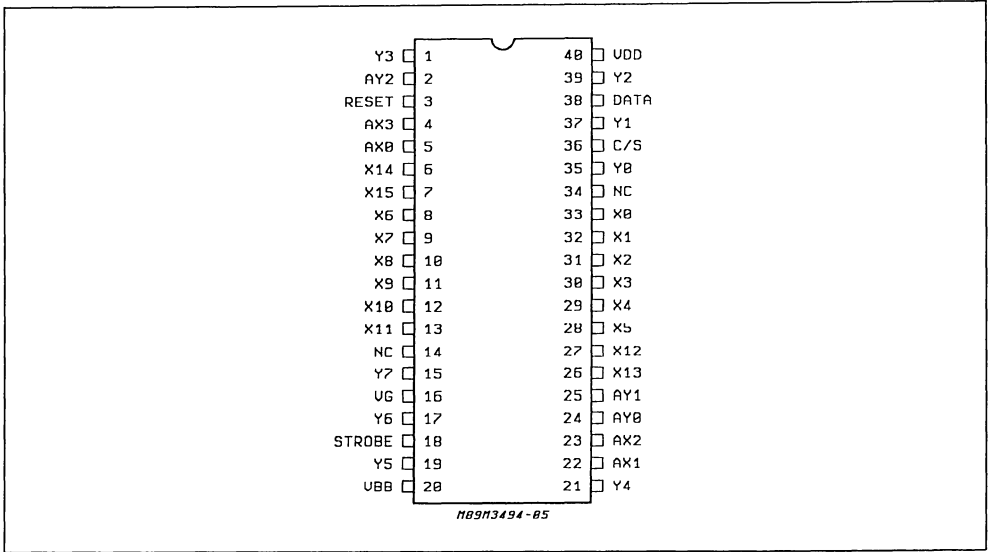 Y3 1 40 VDD
AY2 2 39 Y2
RESET 3 38 DATA
AX3 4 37 Y1
AX0 5 36 C/S
X14 6 35 Y0
X15 7 34 NC
X6 8 33 X0
X7 9 32 X1
X8 10 31 X2
X9 11 30 X3
X10 12 29 X4
X11 13 28 X5
NC 14 27 X12
Y7 15 26 X13
VG 16 25 AY1
Y6 17 24 AY0
STROBE 18 23 AX2
Y5 19 22 AX1
VBB 20 21 Y4
M89M3494-05